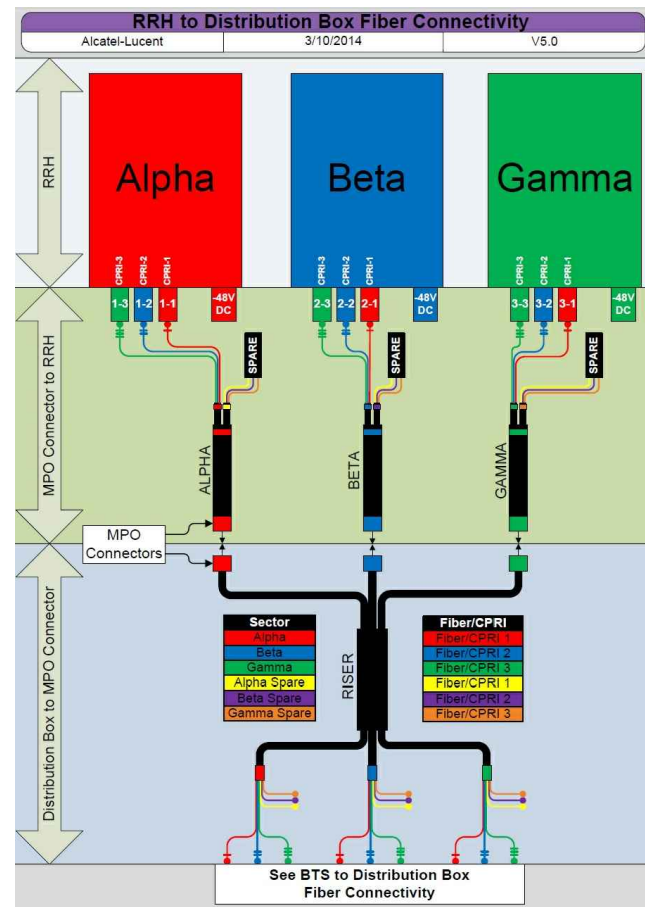 RRH to Distribution Box Fiber Connectivity
Alcatel-Lucent
3/10/2014
V5.0
RRH
Alpha
Beta
Gamma
CPRI-3
CPRI-2
CPRI-1
CPRI-3
CPRI-2
CPRI-1
CPRI-3
CPRI-2
CPRI-1
1-3
1-2
1-1
-48V
DC
2-3
2-2
2-1
-48V
DC
3-3
3-2
3-1
-48V
DC
MPO Connector to RRH
SPARE
SPARE
SPARE
ALPHA
BETA
GAMMA
MPO
Connectors
Distribution Box to MPO Connector
Sector
Alpha
Beta
Gamma
Alpha Spare
Beta Spare
Gamma Spare
RISER
Fiber/CPRI
Fiber/CPRI 1
Fiber/CPRI 2
Fiber/CPRI 3
Fiber/CPRI 1
Fiber/CPRI 2
Fiber/CPRI 3
See BTS to Distribution Box
Fiber Connectivity